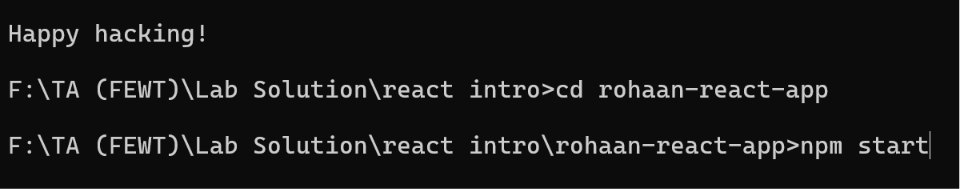 Happy hacking!
F:\TA (FEWT)\Lab Solution\react intro>cd rohaan-react-app
F:\TA (FEWT)\Lab Solution\react intro\rohaan-react-app>npm start